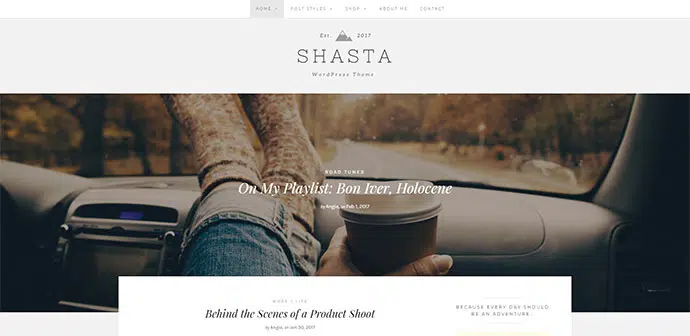 HOME POST STYLES SHOP ABOUT ME CONTACT
Est. 2017
SHASTA
WordPress Theme
ROAD TUNES
On My Playlist: Bon Iver, Holocene
by Angie, on Feb 1, 2017
WORK | LIFE
Behind the Scenes of a Product Shoot
by Angie, on Jan 30, 2017
BECAUSE EVERY DAY SHOULD
BE AN ADVENTURE.